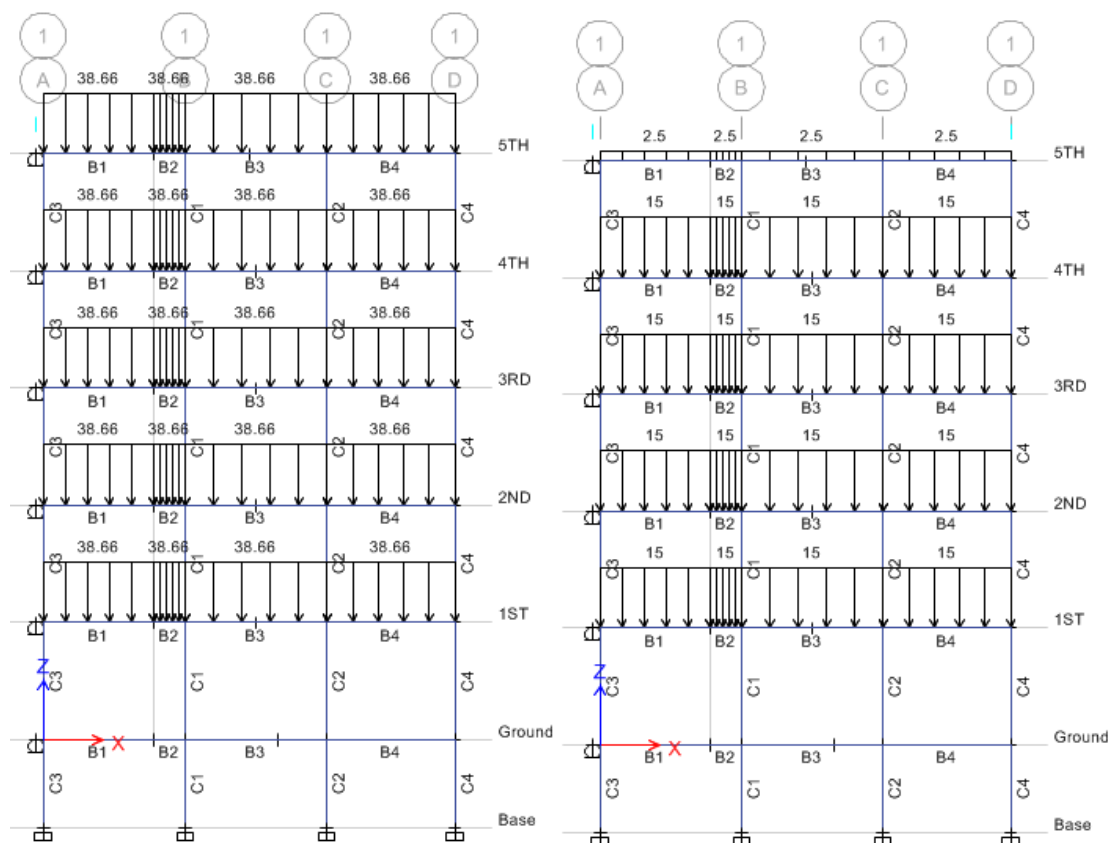 1 1 1 1
A B C D
38.66 38.66 38.66 38.66
5TH
B1 B2 B3 B4
38.66 38.66 38.66 38.66
C3 C1 C2 C4
4TH
B1 B2 B3 B4
38.66 38.66 38.66 38.66
C3 C1 C2 C4
3RD
B1 B2 B3 B4
38.66 38.66 38.66 38.66
C3 C1 C2 C4
2ND
B1 B2 B3 B4
38.66 38.66 38.66 38.66
C3 C1 C2 C4
1ST
B1 B2 B3 B4
Z
C3 C1 C2 C4
Ground
X
B1 B2 B3 B4
C3 C1 C2 C4
Base
1 1 1 1
A B C D
2.5 2.5 2.5 2.5
5TH
B1 B2 B3 B4
15 15 15 15
C3 C1 C2 C4
4TH
B1 B2 B3 B4
15 15 15 15
C3 C1 C2 C4
3RD
B1 B2 B3 B4
15 15 15 15
C3 C1 C2 C4
2ND
B1 B2 B3 B4
15 15 15 15
C3 C1 C2 C4
1ST
B1 B2 B3 B4
Z
C3 C1 C2 C4
Ground
X
B1 B2 B3 B4
C3 C1 C2 C4
Base